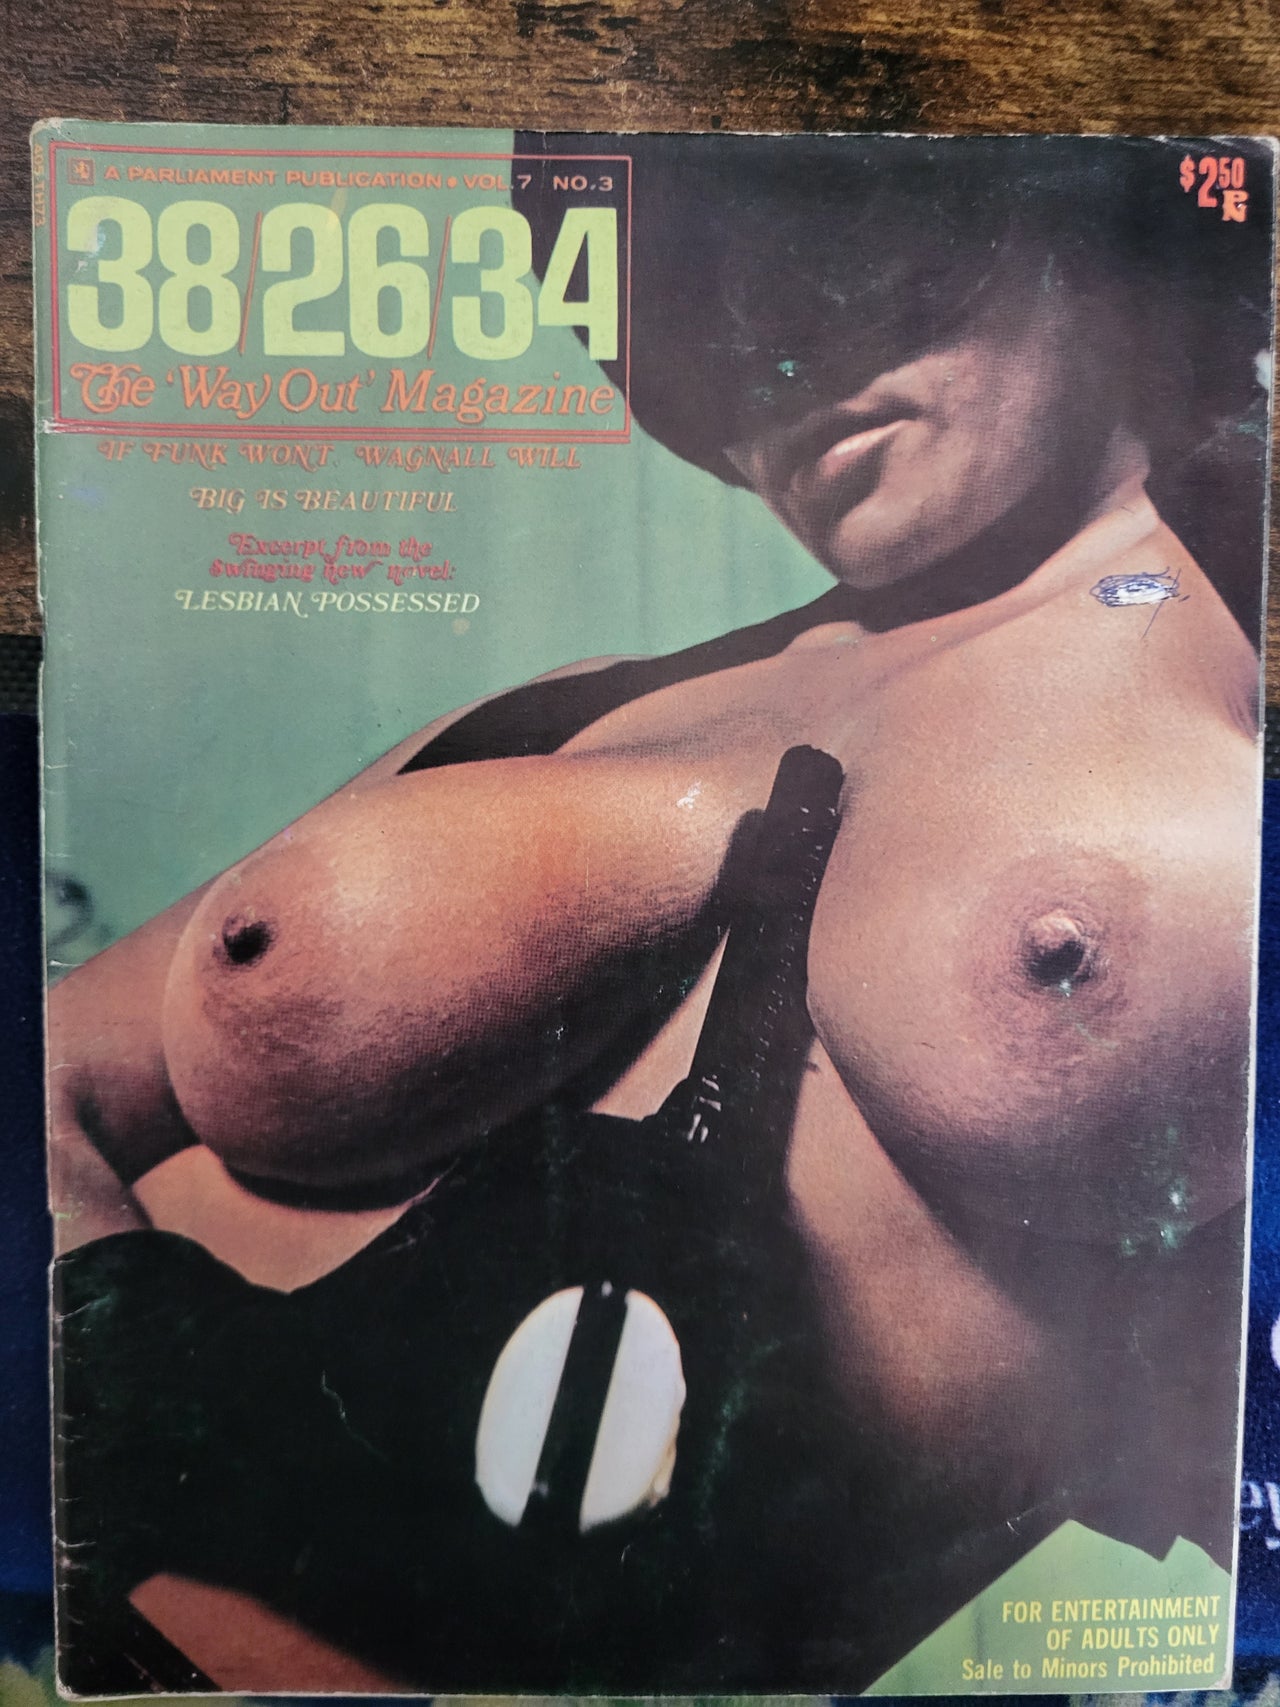 A PARLIAMENT PUBLICATION • VOL. 7 NO. 3
$2.50
38/26/34
The 'Way Out' Magazine
IF FUNK WON'T WAGNALL WILL
BIG IS BEAUTIFUL
Excerpt from the
Swinging new novel:
LESBIAN POSSESSED
FOR ENTERTAINMENT
OF ADULTS ONLY
Sale to Minors Prohibited